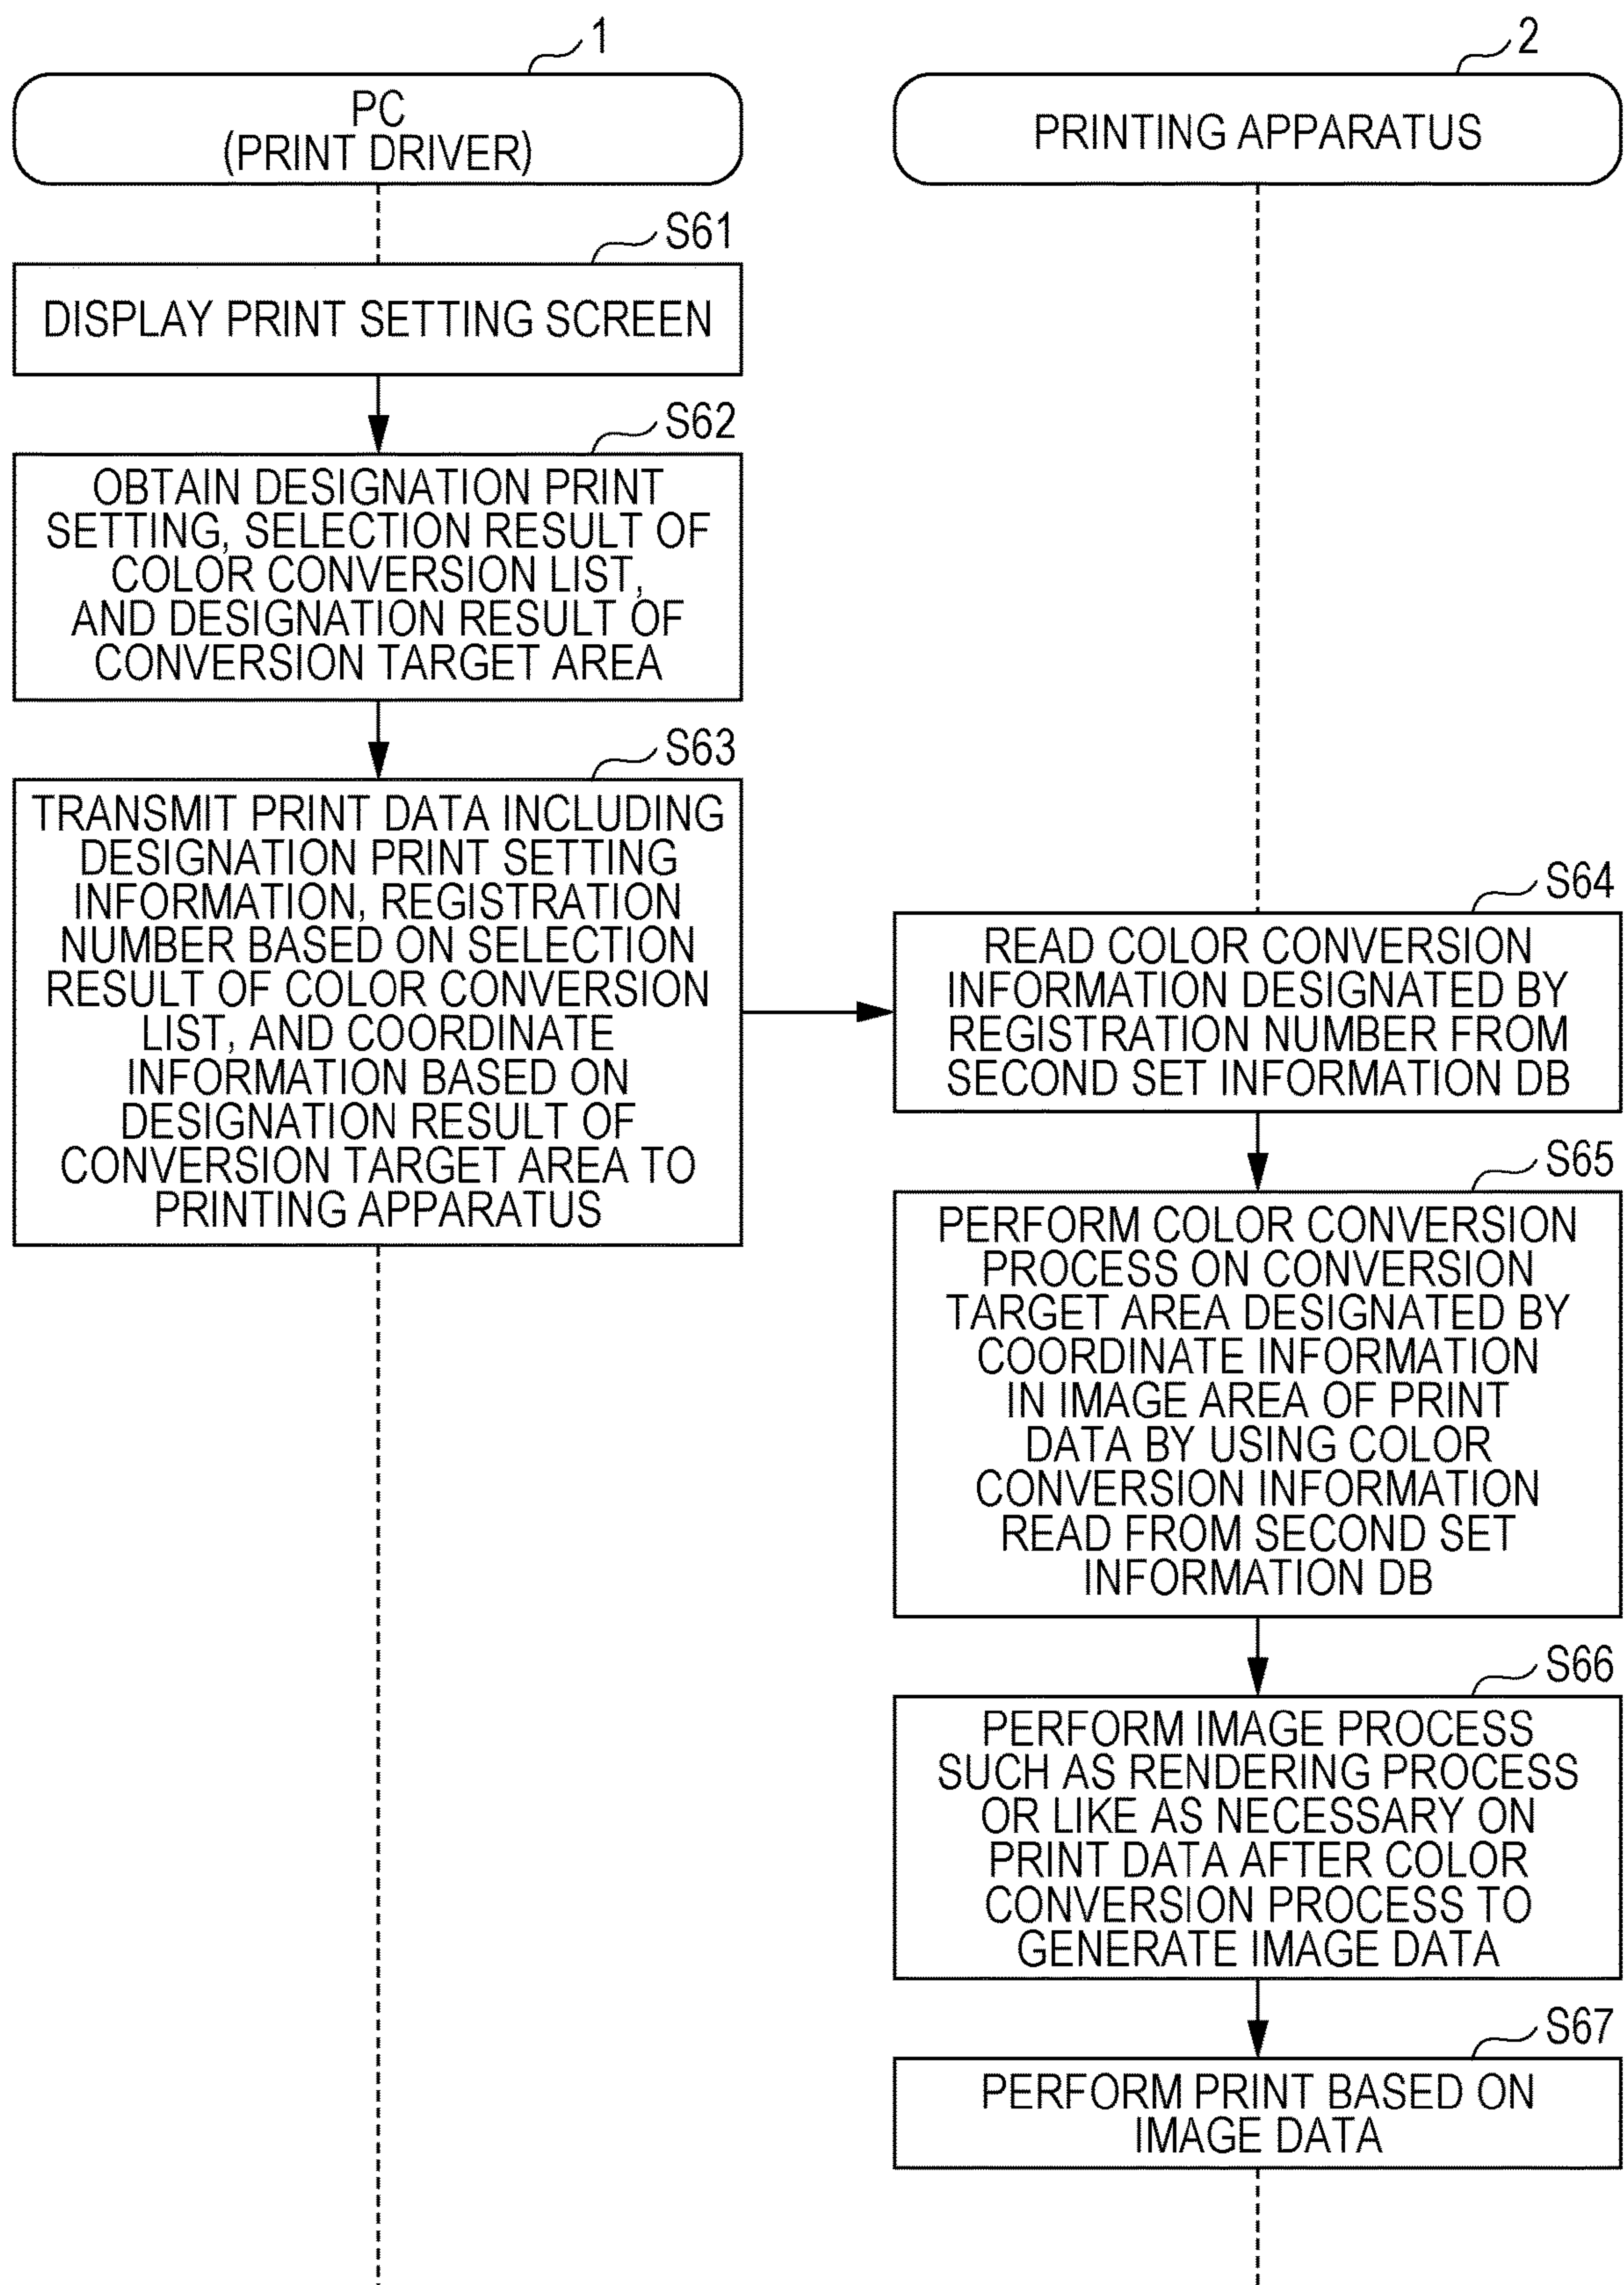 1
PC
(PRINT DRIVER)
2
PRINTING APPARATUS
S61
DISPLAY PRINT SETTING SCREEN
S62
OBTAIN DESIGNATION PRINT
SETTING, SELECTION RESULT OF
COLOR CONVERSION LIST,
AND DESIGNATION RESULT OF
CONVERSION TARGET AREA
S63
TRANSMIT PRINT DATA INCLUDING
DESIGNATION PRINT SETTING
INFORMATION, REGISTRATION
NUMBER BASED ON SELECTION
RESULT OF COLOR CONVERSION
LIST, AND COORDINATE
INFORMATION BASED ON
DESIGNATION RESULT OF
CONVERSION TARGET AREA TO
PRINTING APPARATUS
S64
READ COLOR CONVERSION
INFORMATION DESIGNATED BY
REGISTRATION NUMBER FROM
SECOND SET INFORMATION DB
S65
PERFORM COLOR CONVERSION
PROCESS ON CONVERSION
TARGET AREA DESIGNATED BY
COORDINATE INFORMATION
IN IMAGE AREA OF PRINT
DATA BY USING COLOR
CONVERSION INFORMATION
READ FROM SECOND SET
INFORMATION DB
S66
PERFORM IMAGE PROCESS
SUCH AS RENDERING PROCESS
OR LIKE AS NECESSARY ON
PRINT DATA AFTER COLOR
CONVERSION PROCESS TO
GENERATE IMAGE DATA
S67
PERFORM PRINT BASED ON
IMAGE DATA